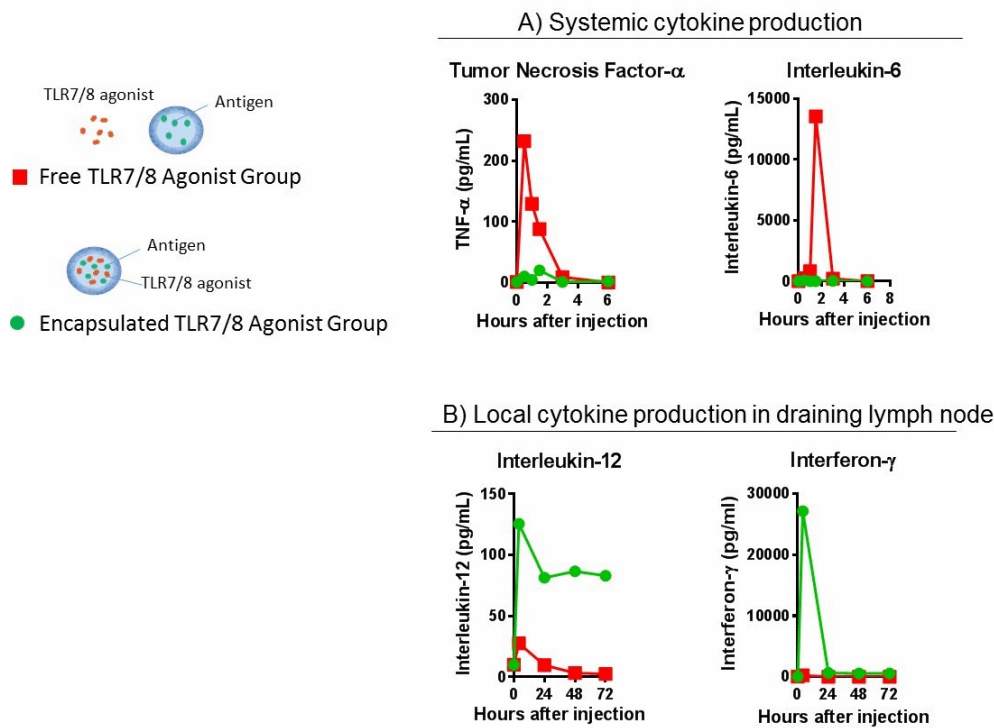 A) Systemic cytokine production
TLR7/8 agonist
Antigen
Free TLR7/8 Agonist Group
Antigen
TLR7/8 agonist
Encapsulated TLR7/8 Agonist Group
Tumor Necrosis Factor-α
TNF-α (pg/mL)
300
200
100
0
0 2 4 6
Hours after injection
Interleukin-6
Interleukin-6 (pg/mL)
15000
10000
5000
0
0 2 4 6 8
Hours after injection
B) Local cytokine production in draining lymph node
Interleukin-12
Interleukin-12 (pg/mL)
150
100
50
0
0 24 48 72
Hours after injection
Interferon-γ
Interferon-γ (pg/ml)
30000
20000
10000
0
0 24 48 72
Hours after injection